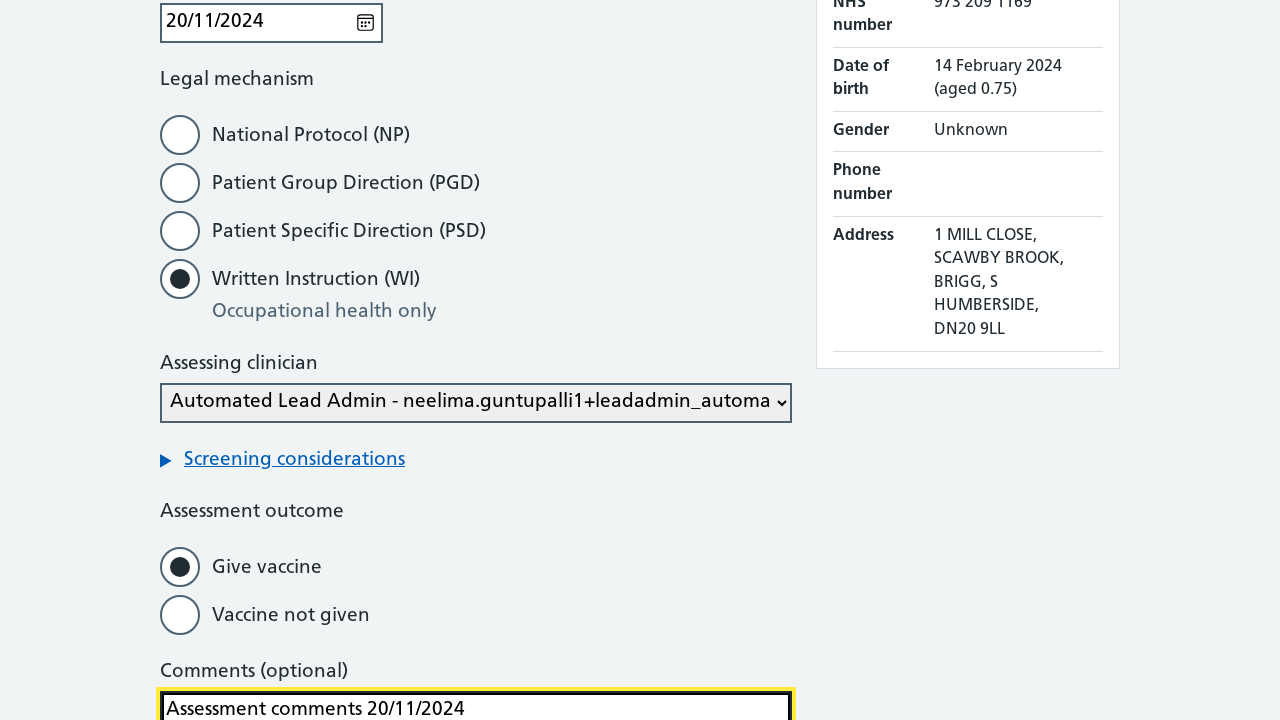 20/11/2024
Legal mechanism
National Protocol (NP)
Patient Group Direction (PGD)
Patient Specific Direction (PSD)
Written Instruction (WI)
Occupational health only
Assessing clinician
Automated Lead Admin - neelima.guntupalli1+leadadmin_automa
Screening considerations
Assessment outcome
Give vaccine
Vaccine not given
Comments (optional)
Assessment comments 20/11/2024
NHS 973 209 1169
number
Date of 14 February 2024
birth (aged 0.75)
Gender Unknown
Phone
number
Address 1 MILL CLOSE,
SCAWBY BROOK,
BRIGG, S
HUMBERSIDE,
DN20 9LL